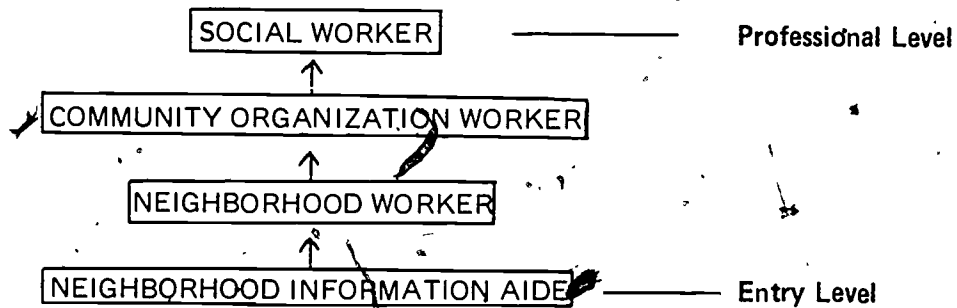 SOCIAL WORKER Professional Level
COMMUNITY ORGANIZATION WORKER
NEIGHBORHOOD WORKER
NEIGHBORHOOD INFORMATION AIDE Entry Level